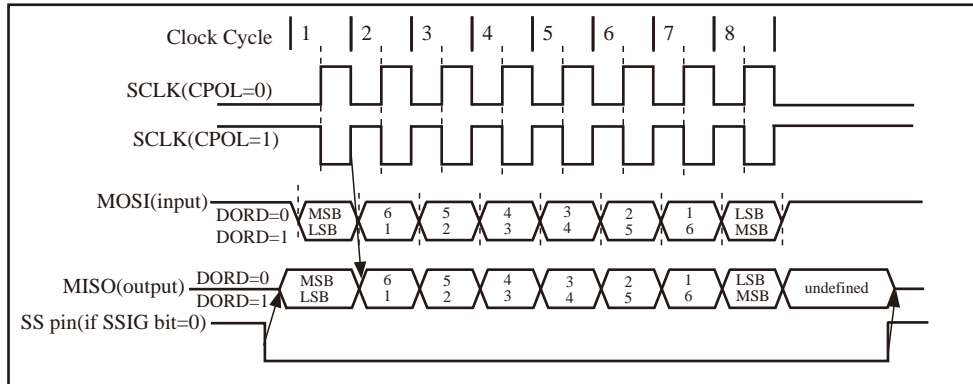 Clock Cycle 1 2 3 4 5 6 7 8
SCLK(CPOL=0)
SCLK(CPOL=1)
MOSI(input)
DORD=0 MSB 6 5 4 3 2 1 LSB
DORD=1 LSB 1 2 3 4 5 6 MSB
MISO(output)
DORD=0 MSB 6 5 4 3 2 1 LSB undefined
DORD=1 LSB 1 2 3 4 5 6 MSB
SS pin(if SSIG bit=0)